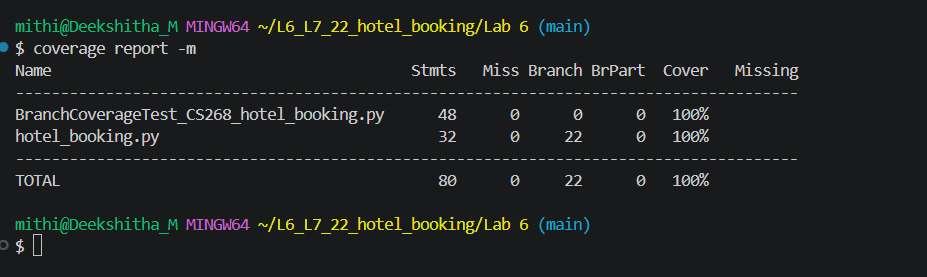 mithi@Deekshitha_M MINGW64 ~/L6_L7_22_hotel_booking/Lab 6 (main)
$ coverage report -m
Name                                       Stmts   Miss Branch BrPart  Cover   Missing
--------------------------------------------------------------------------------------
BranchCoverageTest_CS268_hotel_booking.py     48      0      0      0   100%
hotel_booking.py                              32      0     22      0   100%
--------------------------------------------------------------------------------------
TOTAL                                         80      0     22      0   100%
mithi@Deekshitha_M MINGW64 ~/L6_L7_22_hotel_booking/Lab 6 (main)
$